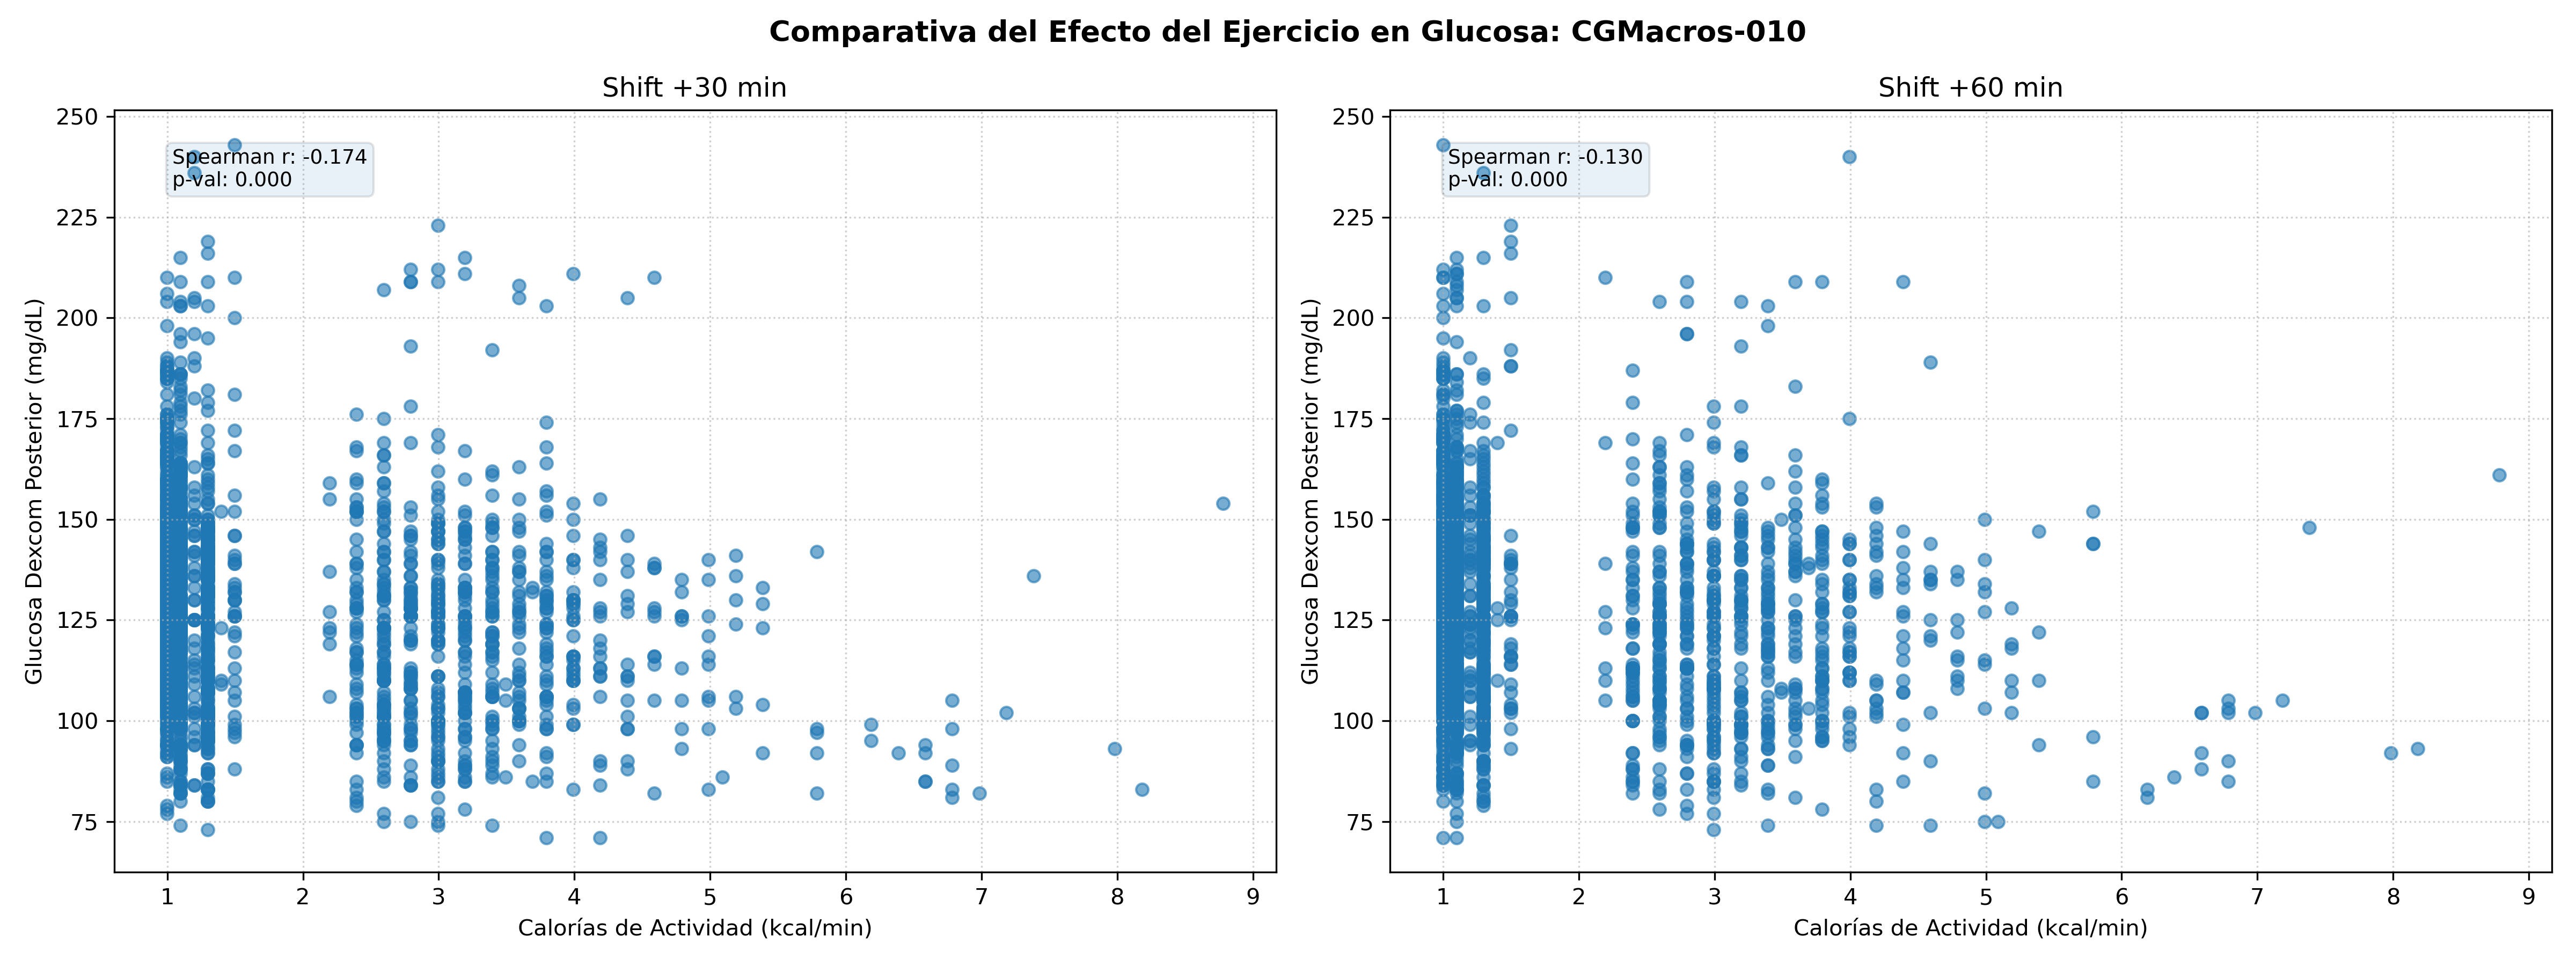 Comparativa del Efecto del Ejercicio en Glucosa: CGMacros-010
Shift +30 min
250
225
200
175
150
125
100
75
Glucosa Dexcom Posterior (mg/dL)
Spearman r: -0.174
p-val: 0.000
1 2 3 4 5 6 7 8 9
Calorías de Actividad (kcal/min)
Shift +60 min
250
225
200
175
150
125
100
75
Glucosa Dexcom Posterior (mg/dL)
Spearman r: -0.130
p-val: 0.000
1 2 3 4 5 6 7 8 9
Calorías de Actividad (kcal/min)